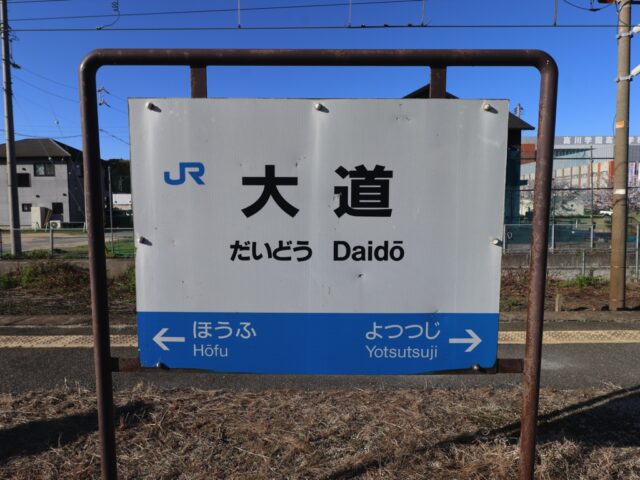 JR
大道
だいどう Daidō
← ほうふ よつつじ →
Hōfu Yotsutsuji